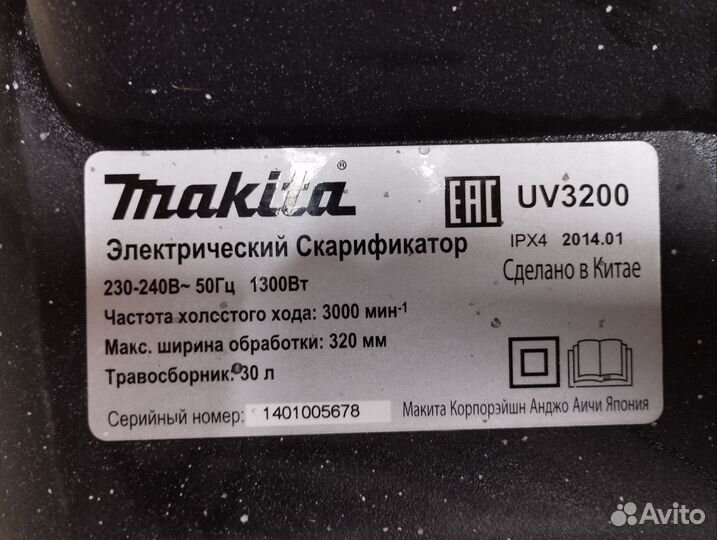 makita®
EAC UV3200
Электрический Скарификатор
IPX4 2014.01
230-240В~ 50Гц 1300Вт
Сделано в Китае
Частота холостого хода: 3000 мин-1
Макс. ширина обработки: 320 мм
Травосборник: 30 л
Серийный номер: 1401005678
Макита Корпорэйшн Анджо Аичи Япония
Avito